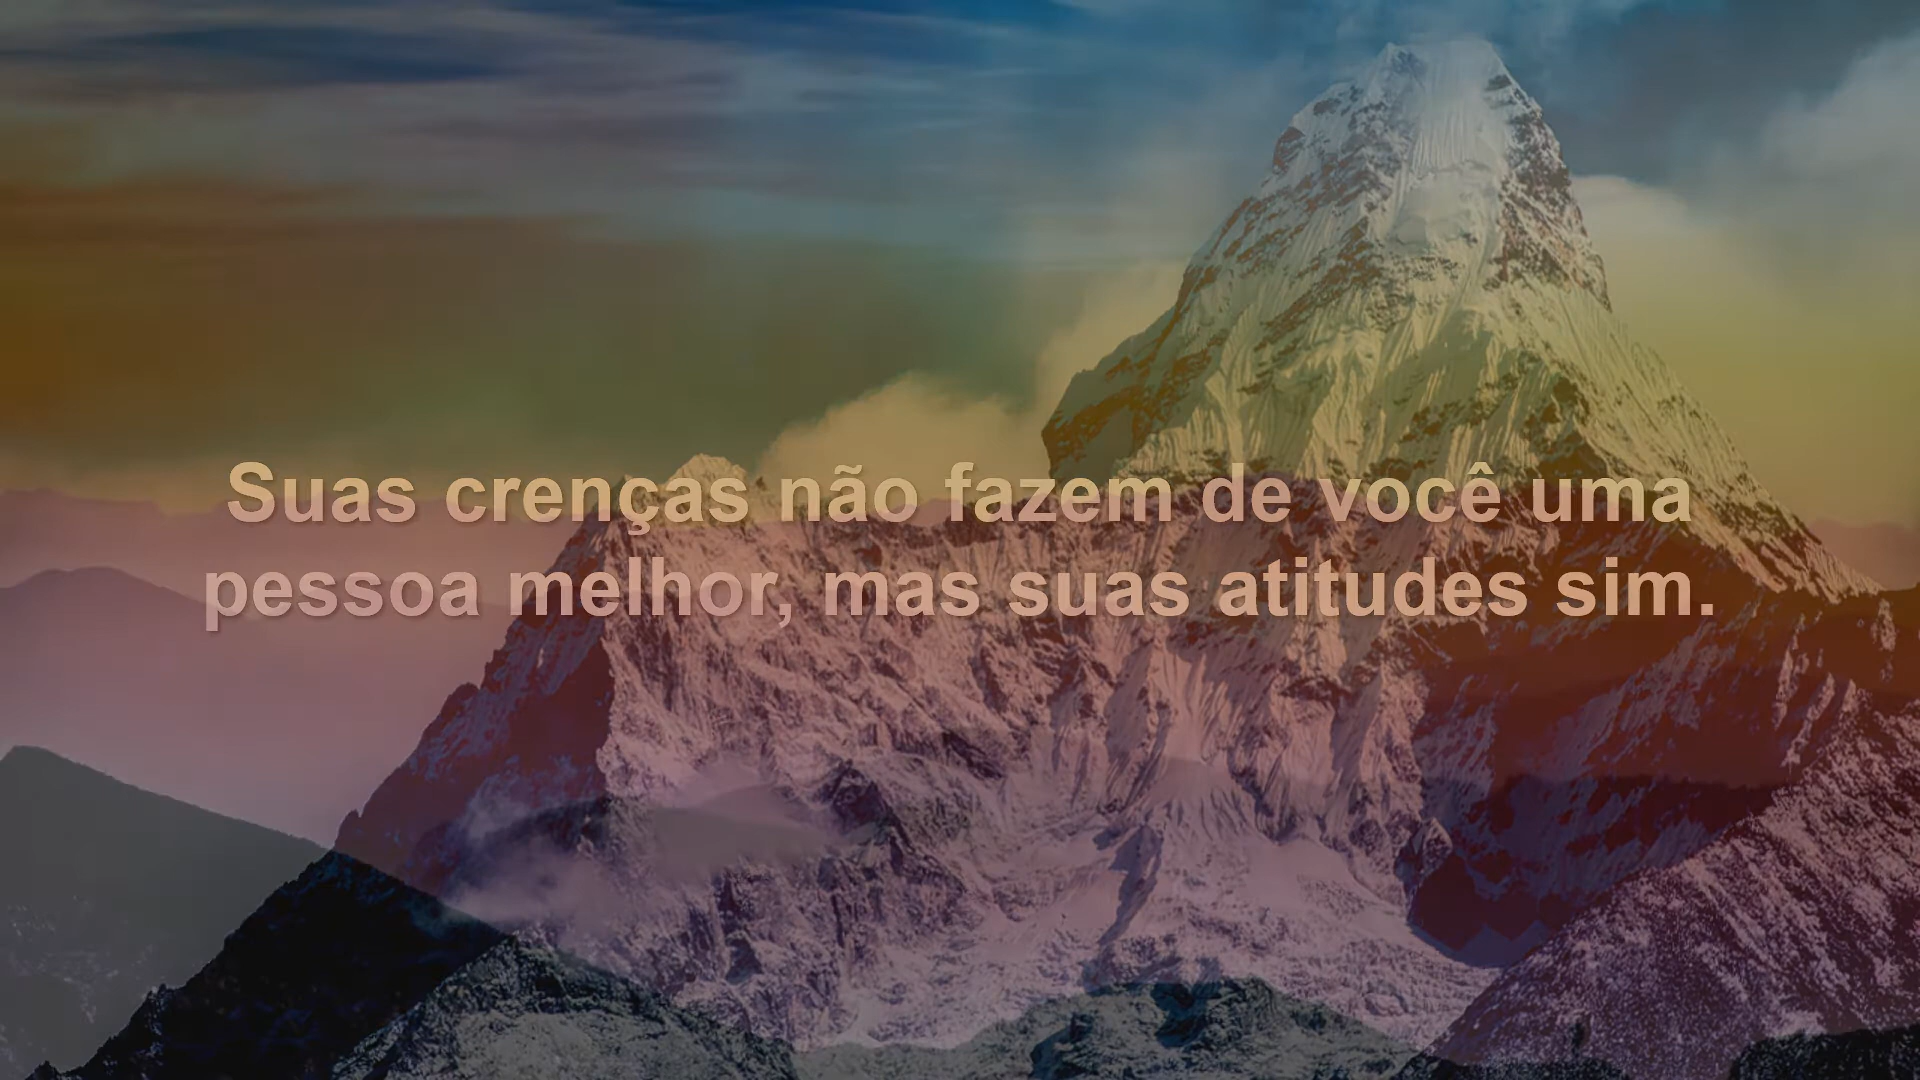 Suas crenças não fazem de você uma
pessoa melhor, mas suas atitudes sim.